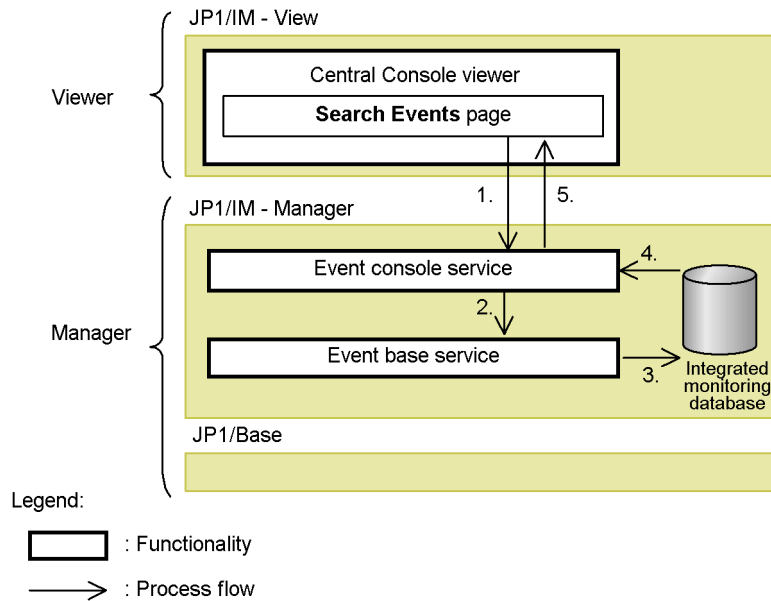 JP1/IM - View
Viewer
Central Console viewer
Search Events page
1.
5.
JP1/IM - Manager
Manager
Event console service
4.
2.
Event base service
3.
Integrated
monitoring
database
JP1/Base
Legend:
: Functionality
: Process flow